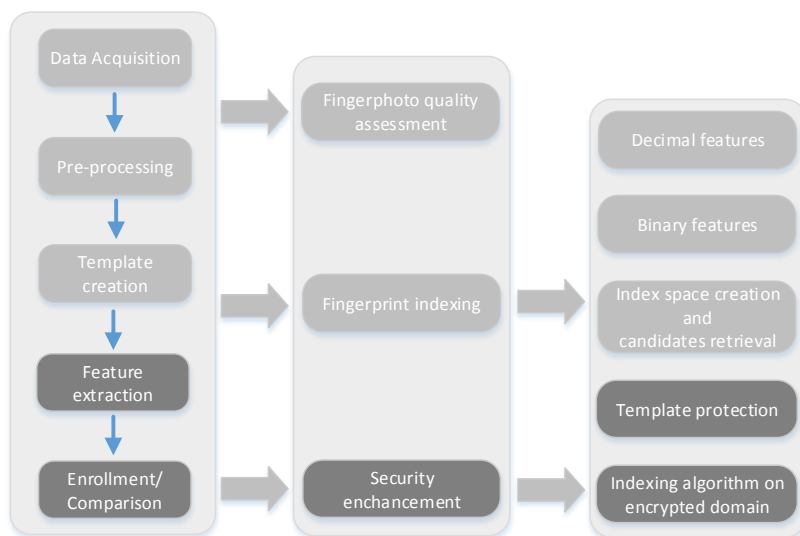 Data Acquisition
Pre-processing
Template
creation
Feature
extraction
Enrollment/
Comparison
Fingerphoto quality
assessment
Fingerprint indexing
Security
enchancement
Decimal features
Binary features
Index space creation
and
candidates retrieval
Template protection
Indexing algorithm on
encrypted domain